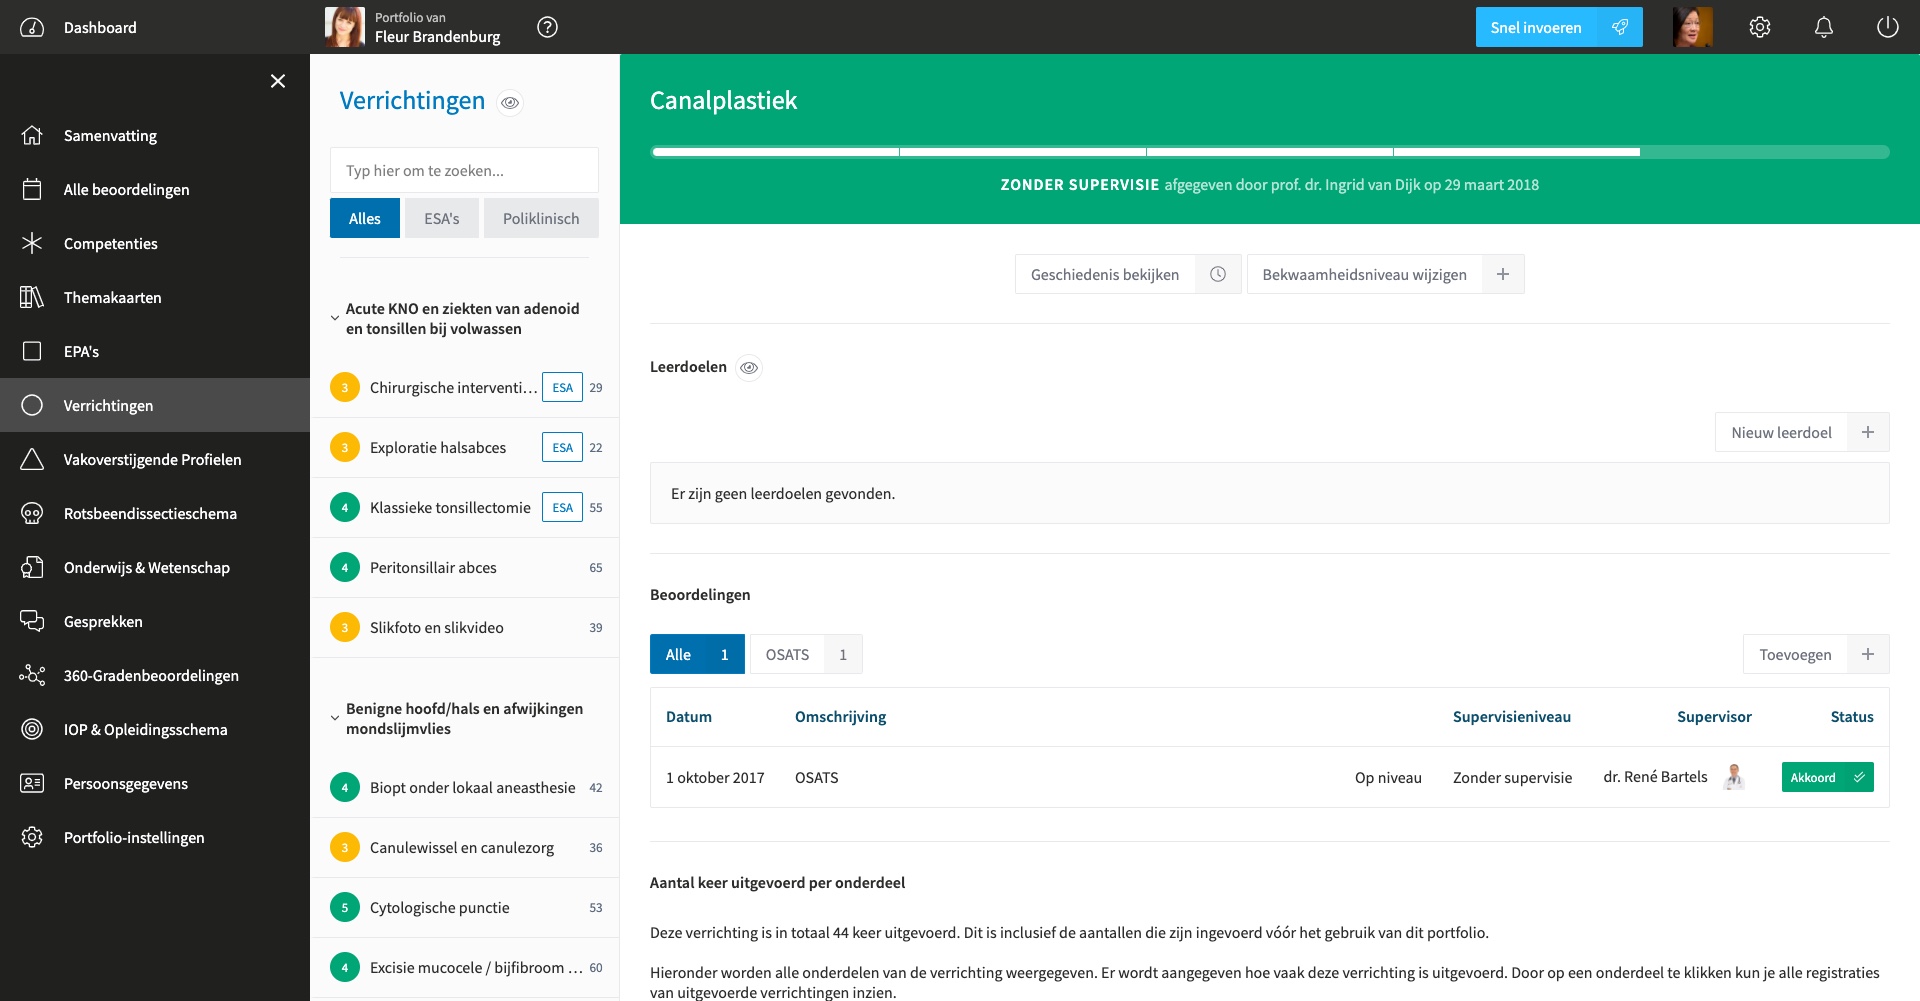 Dashboard
Portfolio van
Fleur Brandenburg
Snel invoeren
Samenvatting
Alle beoordelingen
Competenties
Themakaarten
EPA's
Verrichtingen
Vakoverstijgende Profielen
Rotsbeendissectieschema
Onderwijs & Wetenschap
Gesprekken
360-Gradenbeoordelingen
IOP & Opleidingsschema
Persoonsgegevens
Portfolio-instellingen
Verrichtingen
Typ hier om te zoeken...
Alles ESA's Poliklinisch
Acute KNO en ziekten van adenoid
en tonsillen bij volwassen
3 Chirurgische interventi... ESA 29
3 Exploratie halsabces ESA 22
4 Klassieke tonsillectomie ESA 55
4 Peritonsillair abces 65
3 Slikfoto en slikvideo 39
Benigne hoofd/hals en afwijkingen
mondslijmvlies
4 Biopt onder lokaal aneasthesie 42
3 Canulewissel en canulezorg 36
5 Cytologische punctie 53
4 Excisie mucocele / bijfibroom ... 60
Canalplastiek
ZONDER SUPERVISIE afgegeven door prof. dr. Ingrid van Dijk op 29 maart 2018
Geschiedenis bekijken Bekwaamheidsniveau wijzigen
Leerdoelen
Nieuw leerdoel
Er zijn geen leerdoelen gevonden.
Beoordelingen
Alle 1 OSATS 1 Toevoegen
Datum Omschrijving Supervisieniveau Supervisor Status
1 oktober 2017 OSATS Op niveau Zonder supervisie dr. René Bartels Akkoord
Aantal keer uitgevoerd per onderdeel
Deze verrichting is in totaal 44 keer uitgevoerd. Dit is inclusief de aantallen die zijn ingevoerd vóór het gebruik van dit portfolio.
Hieronder worden alle onderdelen van de verrichting weergegeven. Er wordt aangegeven hoe vaak deze verrichting is uitgevoerd. Door op een onderdeel te klikken kun je alle registraties
van uitgevoerde verrichtingen inzien.